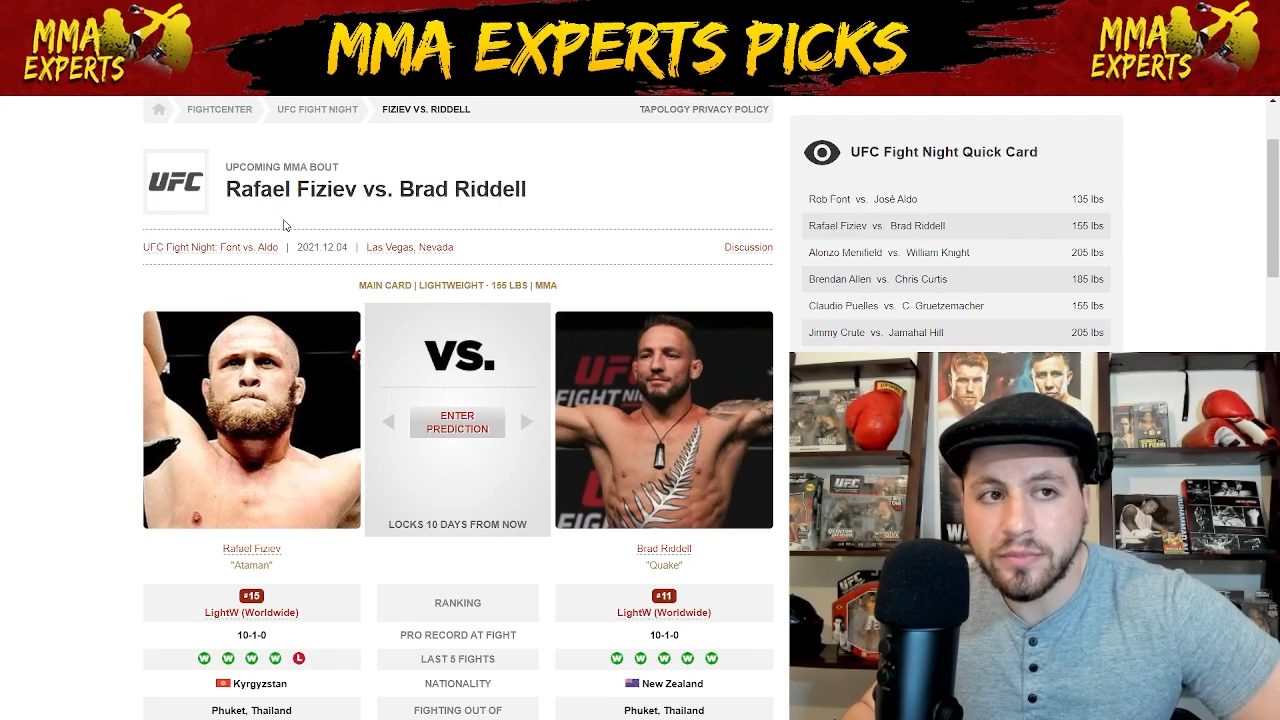 MMA EXPERTS
MMA EXPERTS PICKS
MMA EXPERTS
FIGHTCENTER
UFC FIGHT NIGHT
FIZIEV VS. RIDDELL
TAPOLOGY PRIVACY POLICY
UFC
UPCOMING MMA BOUT
Rafael Fiziev vs. Brad Riddell
UFC Fight Night: Font vs. Aldo | 2021.12.04 | Las Vegas, Nevada
Discussion
MAIN CARD | LIGHTWEIGHT · 155 LBS | MMA
VS.
ENTER
PREDICTION
LOCKS 10 DAYS FROM NOW
UFC
FIGHT NI
FIG
Rafael Fiziev
"Ataman"
Brad Riddell
"Quake"
#15
LightW (Worldwide)
RANKING
#11
LightW (Worldwide)
10-1-0
PRO RECORD AT FIGHT
10-1-0
W W W W L
LAST 5 FIGHTS
W W W W W
Kyrgyzstan
NATIONALITY
New Zealand
Phuket, Thailand
FIGHTING OUT OF
Phuket, Thailand
UFC Fight Night Quick Card
Rob Font vs. José Aldo 135 lbs
Rafael Fiziev vs. Brad Riddell 155 lbs
Alonzo Menifield vs. William Knight 205 lbs
Brendan Allen vs. Chris Curtis 185 lbs
Claudio Puelles vs. C. Gruetzemacher 155 lbs
Jimmy Crute vs. Jamahal Hill 205 lbs
UFC